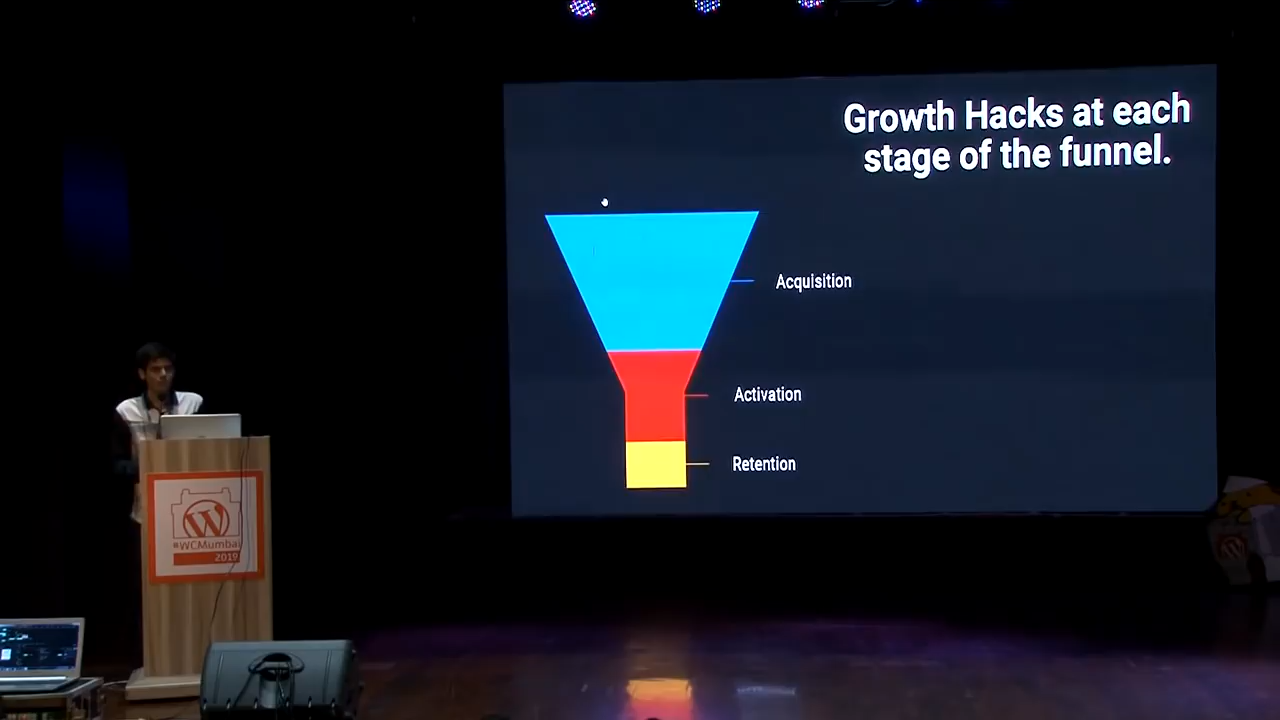 Growth Hacks at each
stage of the funnel.
Acquisition
Activation
Retention
#WCMumbai
2019